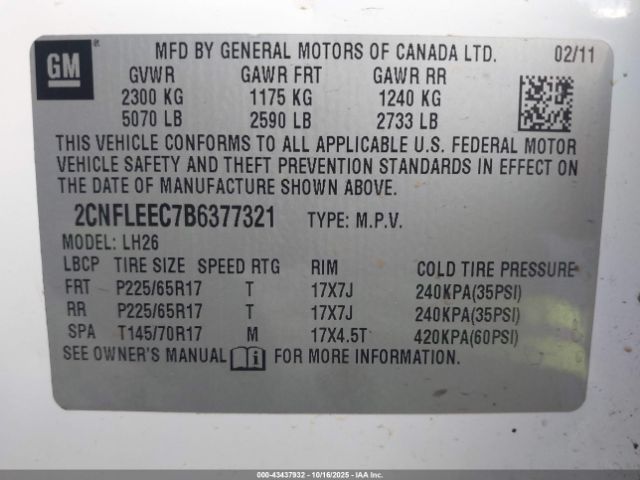 GM ®
MFD BY GENERAL MOTORS OF CANADA LTD. 02/11
GVWR GAWR FRT GAWR RR
2300 KG 1175 KG 1240 KG
5070 LB 2590 LB 2733 LB
THIS VEHICLE CONFORMS TO ALL APPLICABLE U.S. FEDERAL MOTOR
VEHICLE SAFETY AND THEFT PREVENTION STANDARDS IN EFFECT ON
THE DATE OF MANUFACTURE SHOWN ABOVE.
2CNFLEEC7B6377321 TYPE: M.P.V.
MODEL: LH26
LBCP TIRE SIZE SPEED RTG RIM COLD TIRE PRESSURE
FRT P225/65R17 T 17X7J 240KPA(35PSI)
RR P225/65R17 T 17X7J 240KPA(35PSI)
SPA T145/70R17 M 17X4.5T 420KPA(60PSI)
SEE OWNER'S MANUAL i FOR MORE INFORMATION.
000-43437932 - 10/16/2025 - IAAI.COM